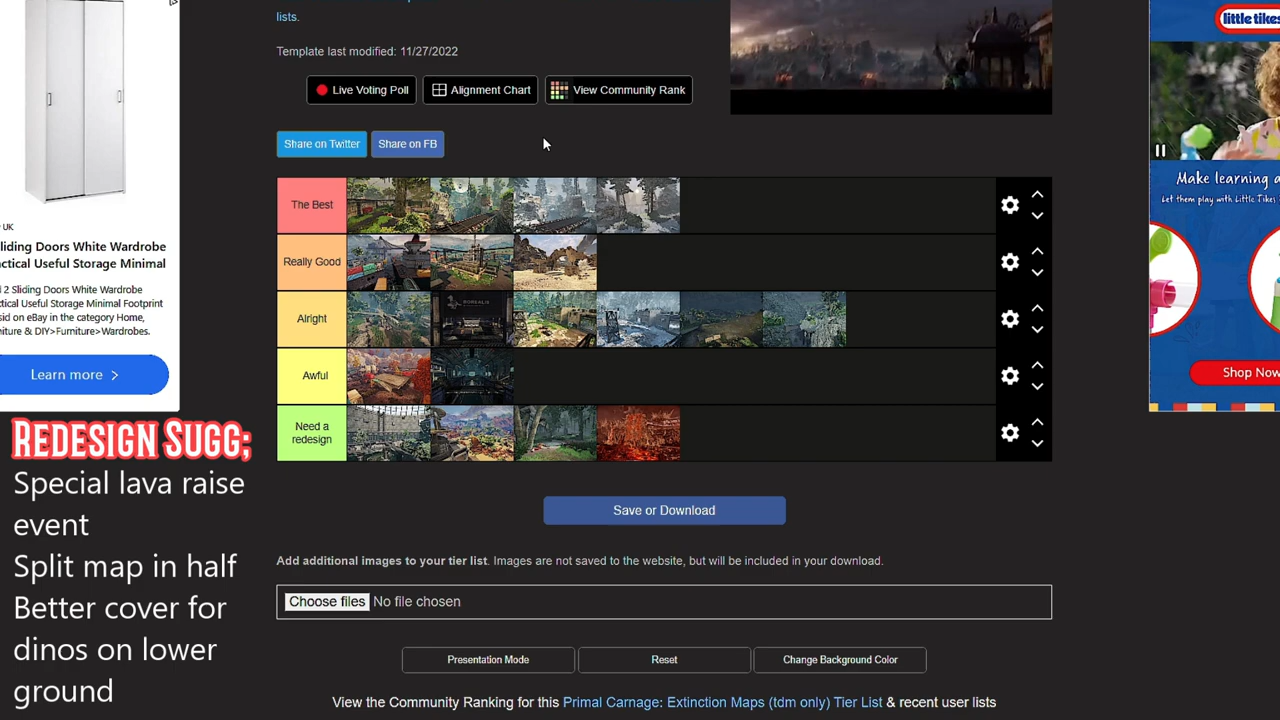 lists.
Template last modified: 11/27/2022
Live Voting Poll
Alignment Chart
View Community Rank
Share on Twitter
Share on FB
The Best
Really Good
Alright
BOREALIS
Awful
Need a
redesign
Save or Download
Add additional images to your tier list. Images are not saved to the website, but will be included in your download.
Choose files No file chosen
Presentation Mode
Reset
Change Background Color
View the Community Ranking for this Primal Carnage: Extinction Maps (tdm only) Tier List & recent user lists
UK
liding Doors White Wardrobe
ctical Useful Storage Minimal
2 Sliding Doors White Wardrobe
ctical Useful Storage Minimal Footprint
sid on eBay in the category Home,
niture & DIY>Furniture>Wardrobes.
Learn more >
Redesign Sugg;
Special lava raise
event
Split map in half
Better cover for
dinos on lower
ground
little tikes
Make learning a
Let them play with Little Tikes
Shop Now